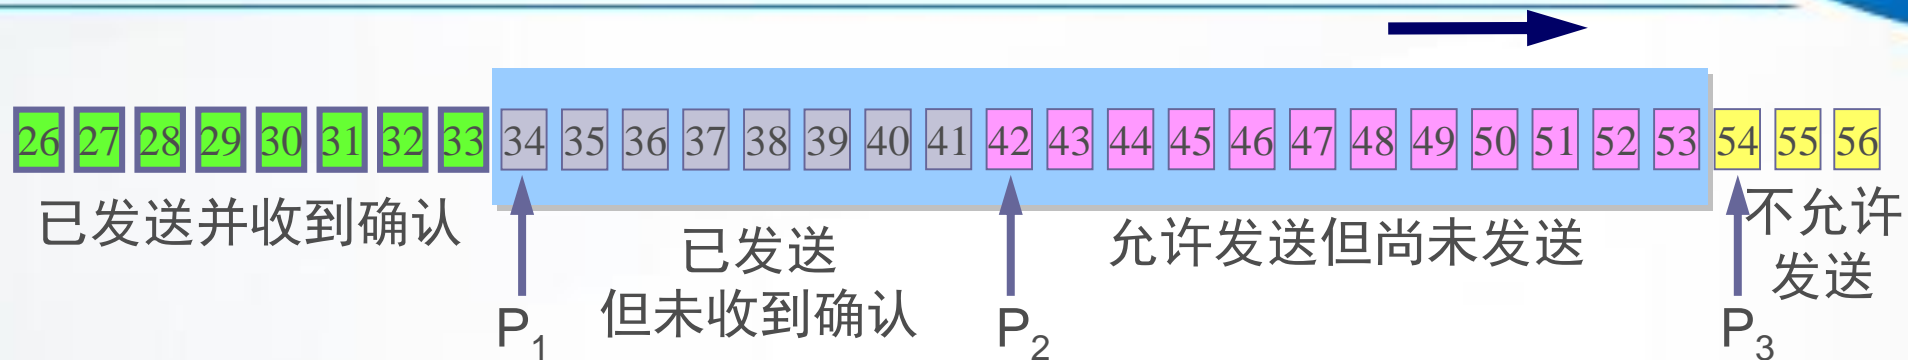 26 27 28 29 30 31 32 33 34 35 36 37 38 39 40 41 42 43 44 45 46 47 48 49 50 51 52 53 54 55 56
已发送并收到确认
已发送
但未收到确认
允许发送但尚未发送
不允许
发送
P₁
P₂
P₃